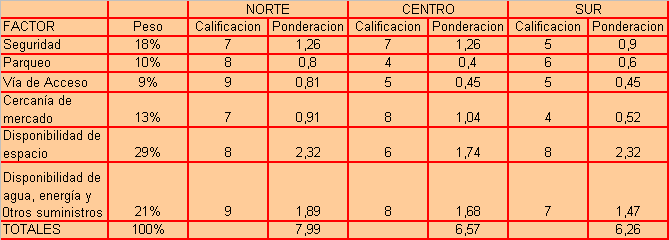 NORTE CENTRO SUR
FACTOR Peso Calificacion Ponderacion Calificacion Ponderación Calificación Ponderación
Seguridad 18% 7 1,26 7 1,26 5 0,9
Parqueo 10% 8 0,8 4 0,4 6 0,6
Vía de Acceso 9% 9 0,81 5 0,45 5 0,45
Cercanía de
mercado 13% 7 0,91 8 1,04 4 0,52
Disponibilidad de
espacio 29% 8 2,32 6 1,74 8 2,32
Disponibilidad de
agua, energía y
0tros suministros 21% 9 1,89 8 1,68 7 1,47
TOTALES 100% 7,99 6,57 6,26